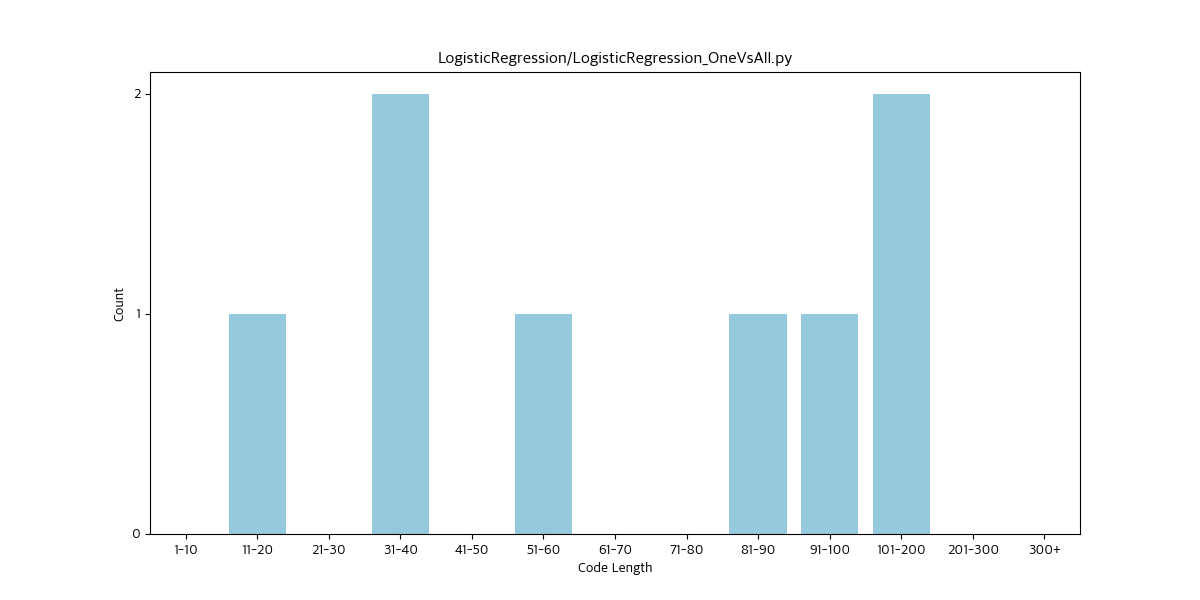 LogisticRegression/LogisticRegression_OneVsAll.py
2
1
0
Count
1-10 11-20 21-30 31-40 41-50 51-60 61-70 71-80 81-90 91-100 101-200 201-300 300+
Code Length